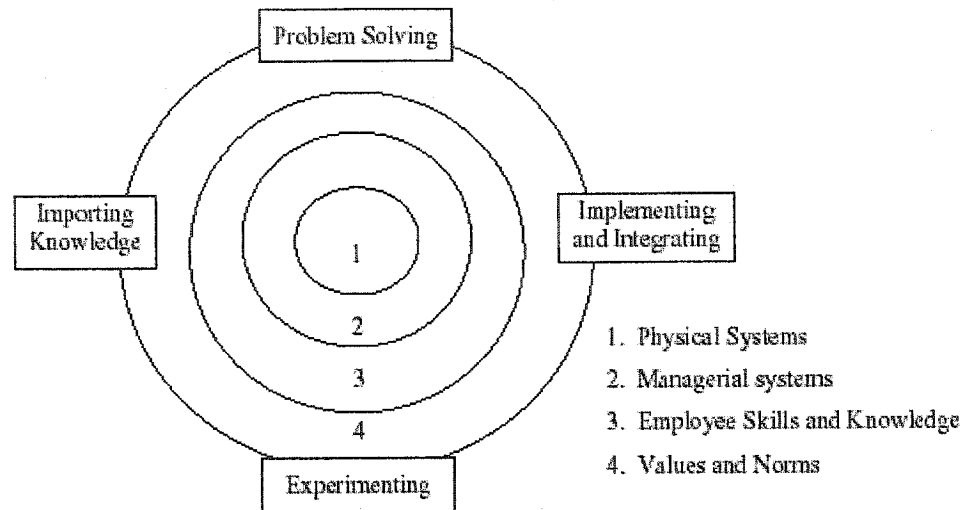 Problem Solving
Importing
Knowledge
Implementing
and Integrating
1
2
3
4
Experimenting
1. Physical Systems
2. Managerial systems
3. Employee Skills and Knowledge
4. Values and Norms